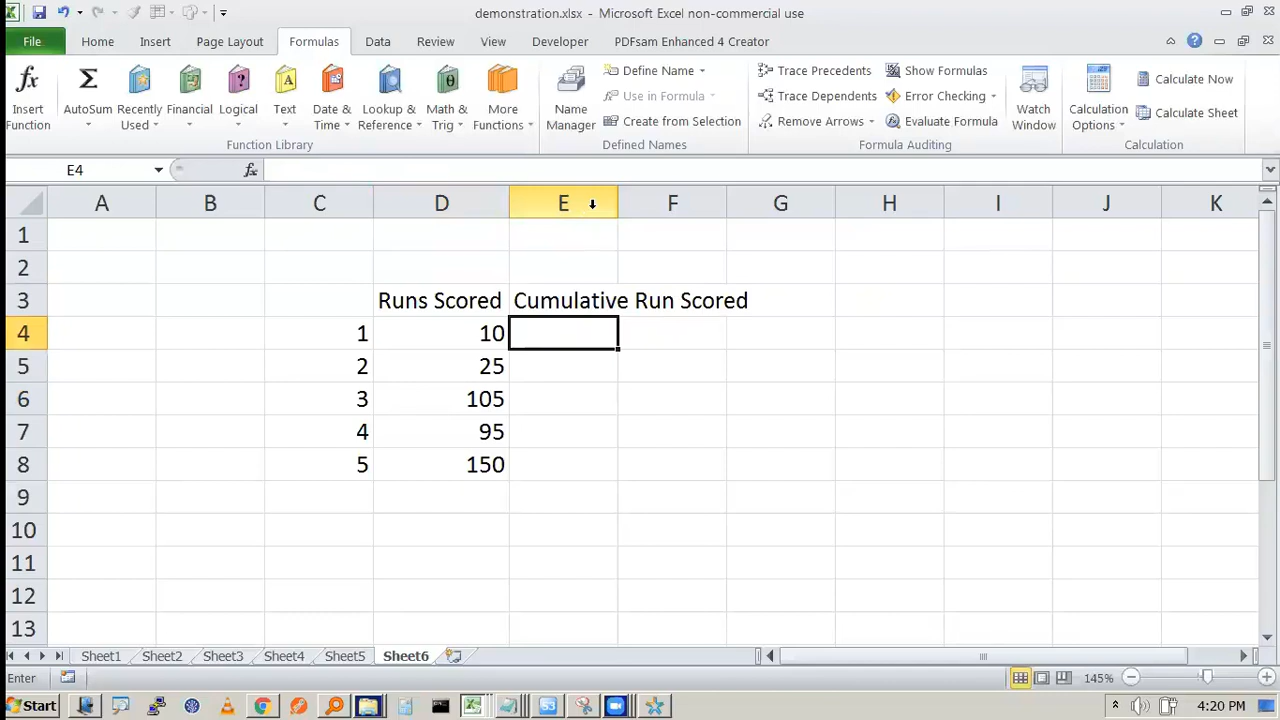 demonstration.xlsx - Microsoft Excel non-commercial use
File Home Insert Page Layout Formulas Data Review View Developer PDFsam Enhanced 4 Creator
fx Σ ? A θ
Insert Function
AutoSum
Recently Used
Financial
Logical
Text
Date & Time
Lookup & Reference
Math & Trig
More Functions
Function Library
Name Manager
Define Name
Use in Formula
Create from Selection
Defined Names
Trace Precedents
Trace Dependents
Remove Arrows
Show Formulas
Error Checking
Evaluate Formula
Formula Auditing
Watch Window
Calculation Options
Calculate Now
Calculate Sheet
Calculation
E4 fx
A B C D E F G H I J K
1
2
3 Runs Scored Cumulative Run Scored
4 1 10
5 2 25
6 3 105
7 4 95
8 5 150
9
10
11
12
13
Sheet1 Sheet2 Sheet3 Sheet4 Sheet5 Sheet6
Enter 145%
Start 4:20 PM